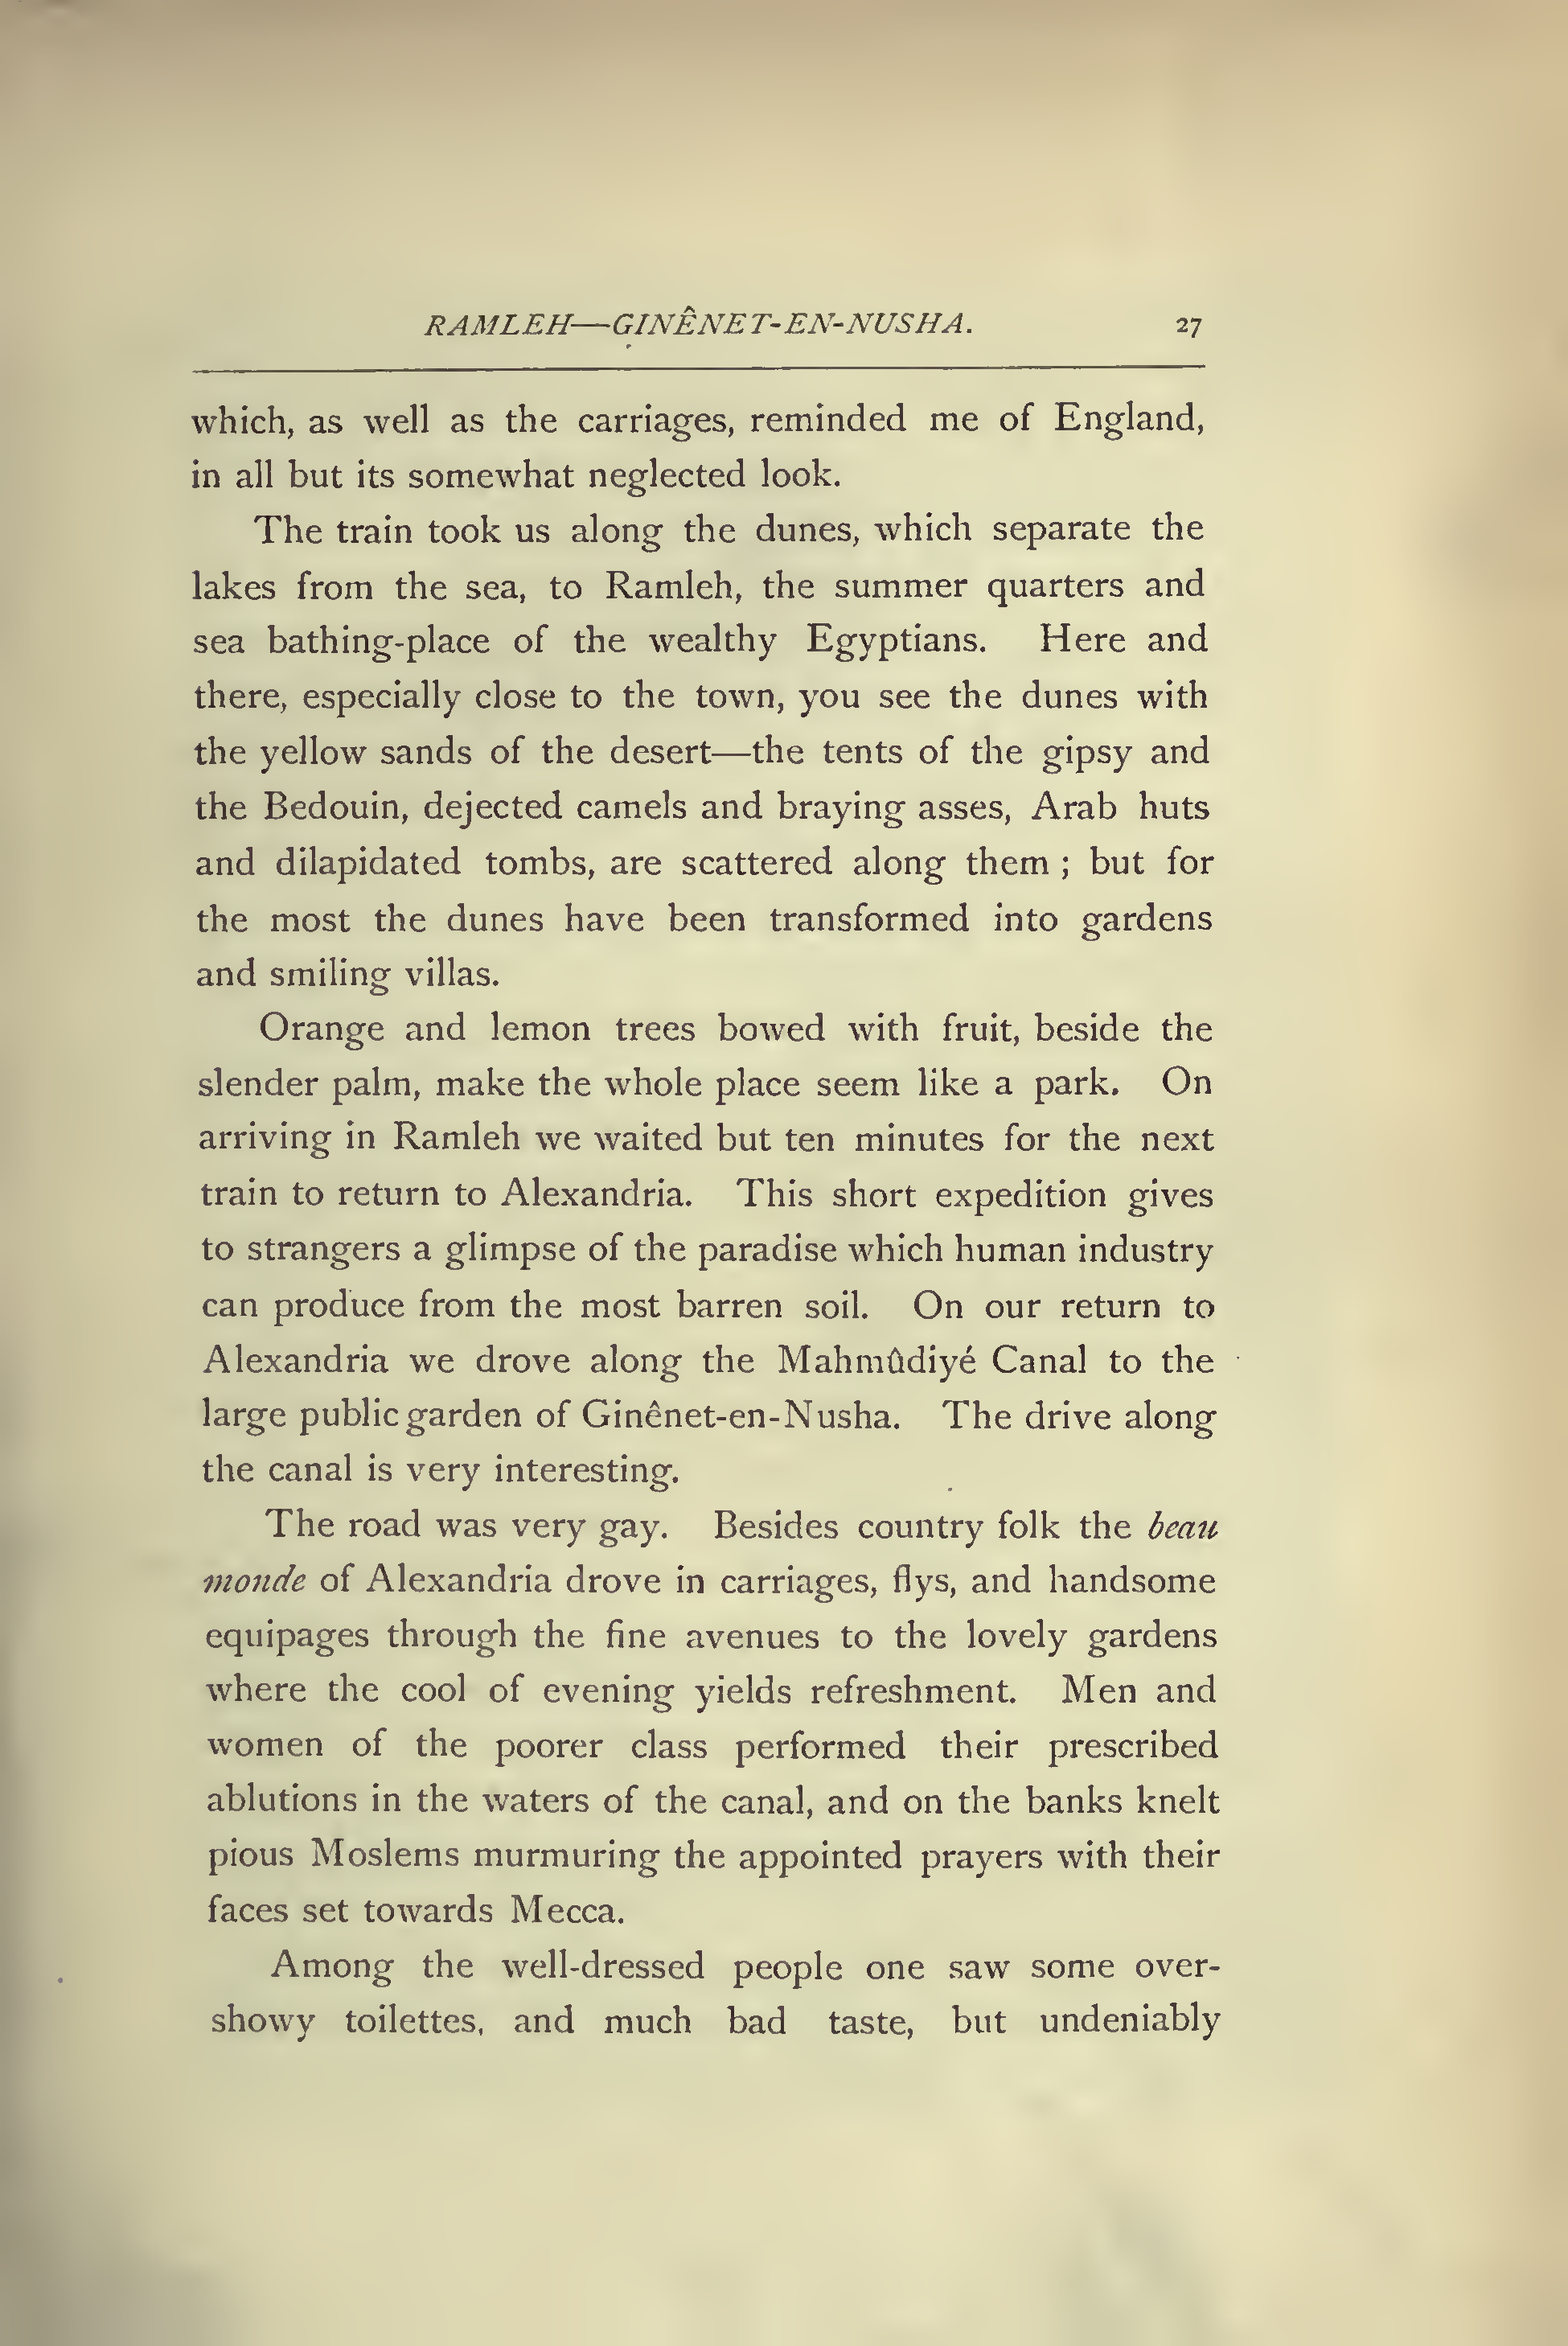 RAMLEH—GINÊNET-EN-NUSHA. 27
which, as well as the carriages, reminded me of England,
in all but its somewhat neglected look.
The train took us along the dunes, which separate the
lakes from the sea, to Ramleh, the summer quarters and
sea bathing-place of the wealthy Egyptians. Here and
there, especially close to the town, you see the dunes with
the yellow sands of the desert—the tents of the gipsy and
the Bedouin, dejected camels and braying asses, Arab huts
and dilapidated tombs, are scattered along them ; but for
the most the dunes have been transformed into gardens
and smiling villas.
Orange and lemon trees bowed with fruit, beside the
slender palm, make the whole place seem like a park. On
arriving in Ramleh we waited but ten minutes for the next
train to return to Alexandria. This short expedition gives
to strangers a glimpse of the paradise which human industry
can produce from the most barren soil. On our return to
Alexandria we drove along the Mahmûdiyé Canal to the
large public garden of Ginênet-en-Nusha. The drive along
the canal is very interesting.
The road was very gay. Besides country folk the beau
monde of Alexandria drove in carriages, flys, and handsome
equipages through the fine avenues to the lovely gardens
where the cool of evening yields refreshment. Men and
women of the poorer class performed their prescribed
ablutions in the waters of the canal, and on the banks knelt
pious Moslems murmuring the appointed prayers with their
faces set towards Mecca.
Among the well-dressed people one saw some over-
showy toilettes, and much bad taste, but undeniably